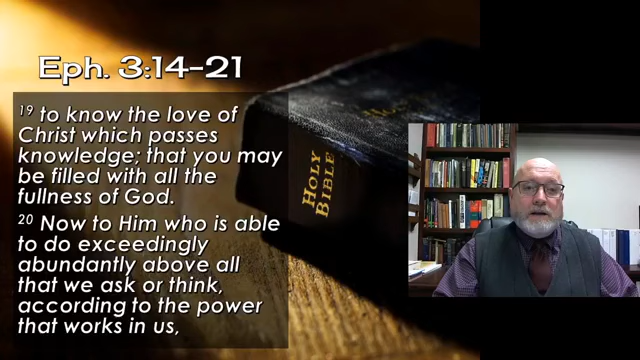 Eph. 3:14-21
19 to know the love of
Christ which passes
knowledge; that you may
be filled with all the
fullness of God.
20 Now to Him who is able
to do exceedingly
abundantly above all
that we ask or think,
according to the power
that works in us,
HOLY
BIBLE